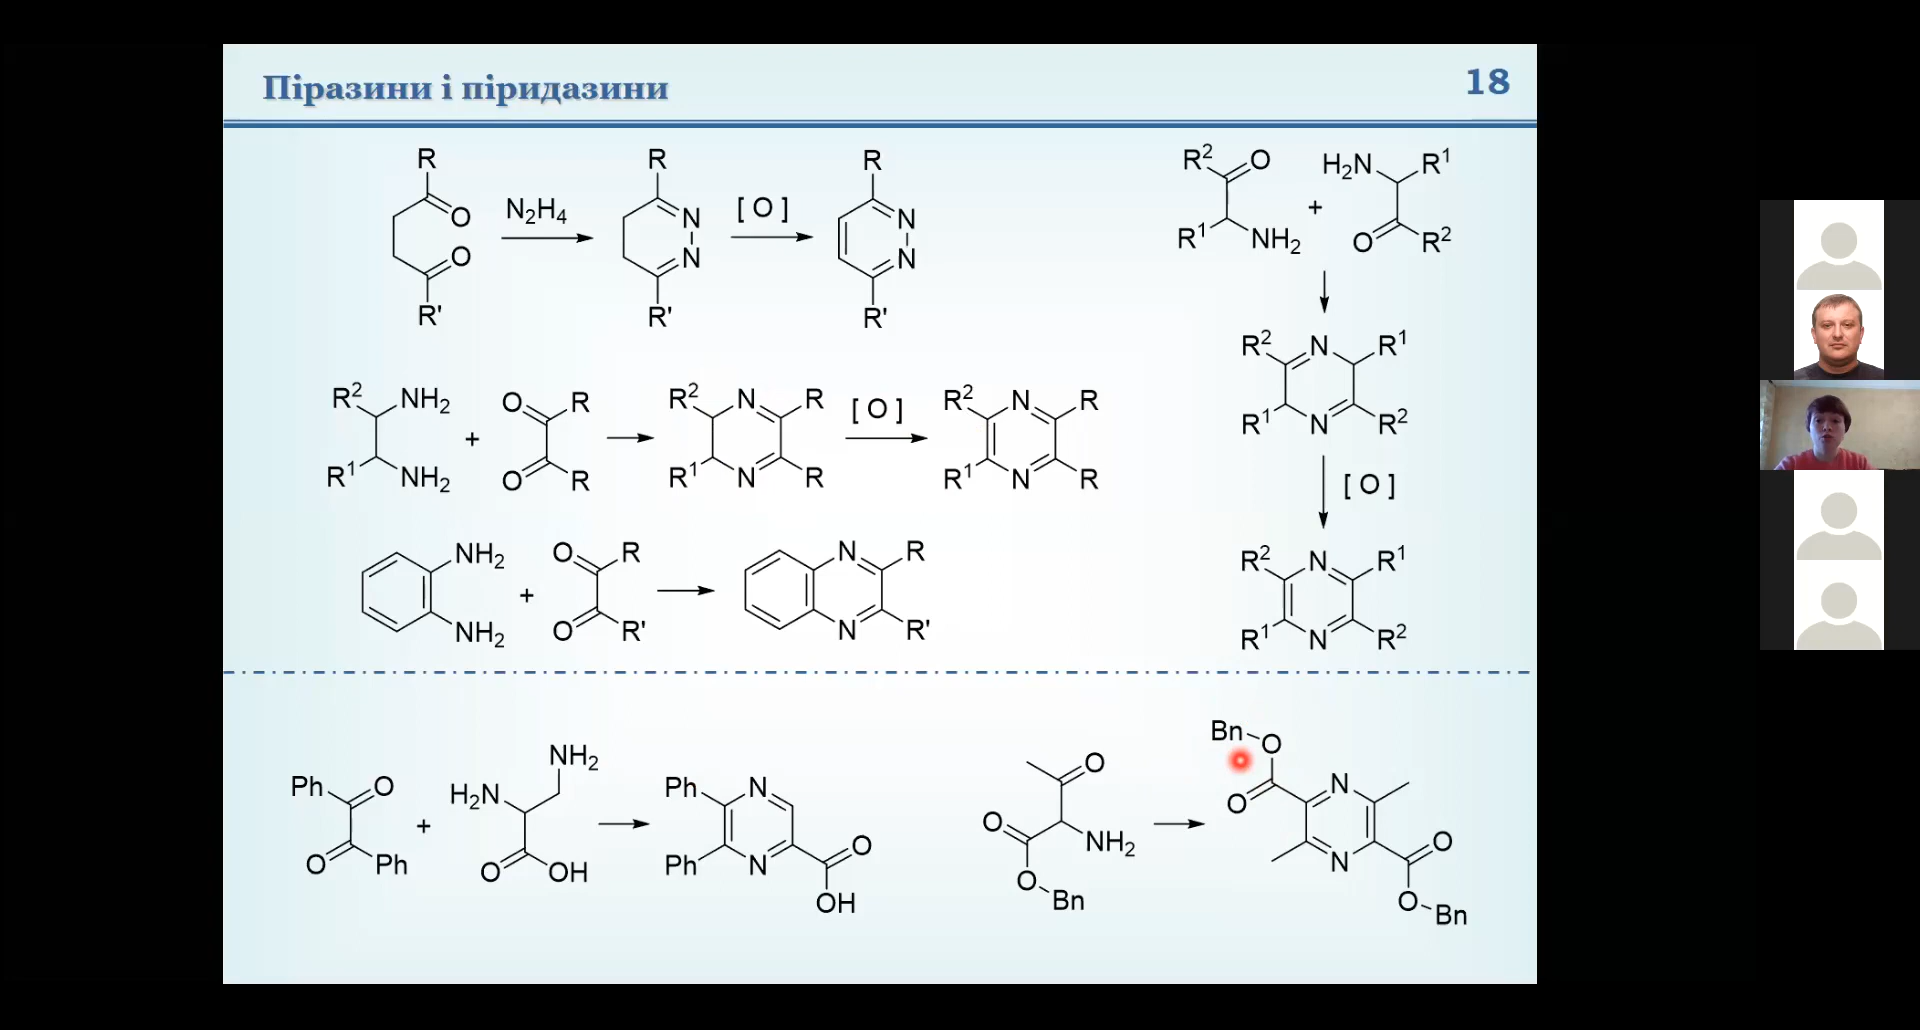 Піразини і піридазини
18
R
O
O
R'
N₂H₄
R
N
N
R'
[ O ]
R
N
N
R'
R² O
R¹ NH₂
+
H₂N R¹
O R²
R² N R¹
R¹ N R²
[ O ]
R² N R¹
R¹ N R²
R² NH₂
R¹ NH₂
+
O R
O R
R² N R
R¹ N R
[ O ]
R² N R
R¹ N R
NH₂
NH₂
+
O R
O R'
N R
N R'
Ph O
O Ph
+
NH₂
H₂N
O OH
Ph N
Ph N O
OH
O
O NH₂
O Bn
Bn O
O N
N O
O Bn